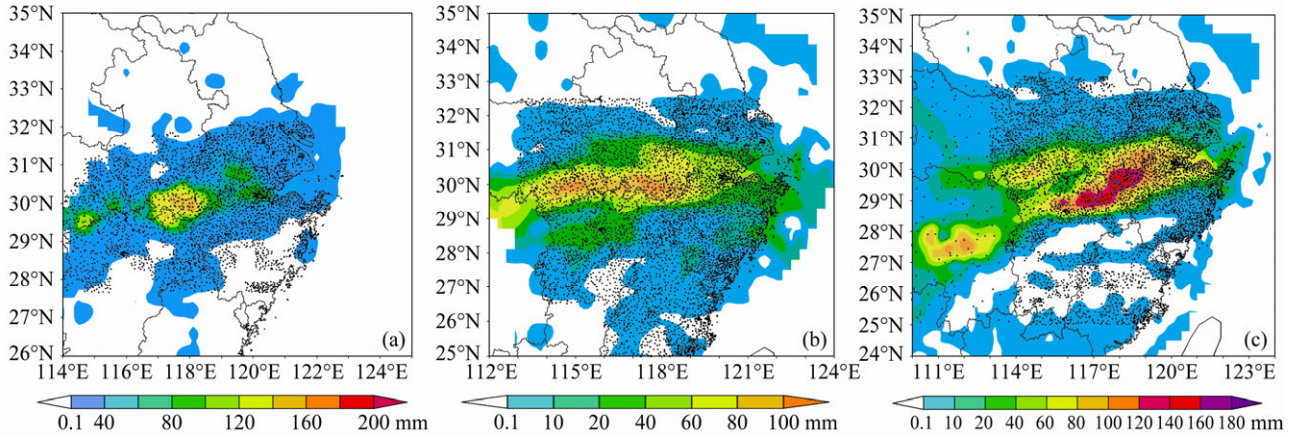 35°N
34°N
33°N
32°N
31°N
30°N
29°N
28°N
27°N
26°N
(a)
114°E 116°E 118°E 120°E 122°E 124°E
0.1 40 80 120 160 200 mm
35°N
34°N
33°N
32°N
31°N
30°N
29°N
28°N
27°N
26°N
25°N
(b)
112°E 115°E 118°E 121°E 124°E
0.1 10 20 40 60 80 100 mm
35°N
34°N
33°N
32°N
31°N
30°N
29°N
28°N
27°N
26°N
25°N
24°N
(c)
111°E 114°E 117°E 120°E 123°E
0.1 10 20 40 60 80 100 120 140 160 180 mm